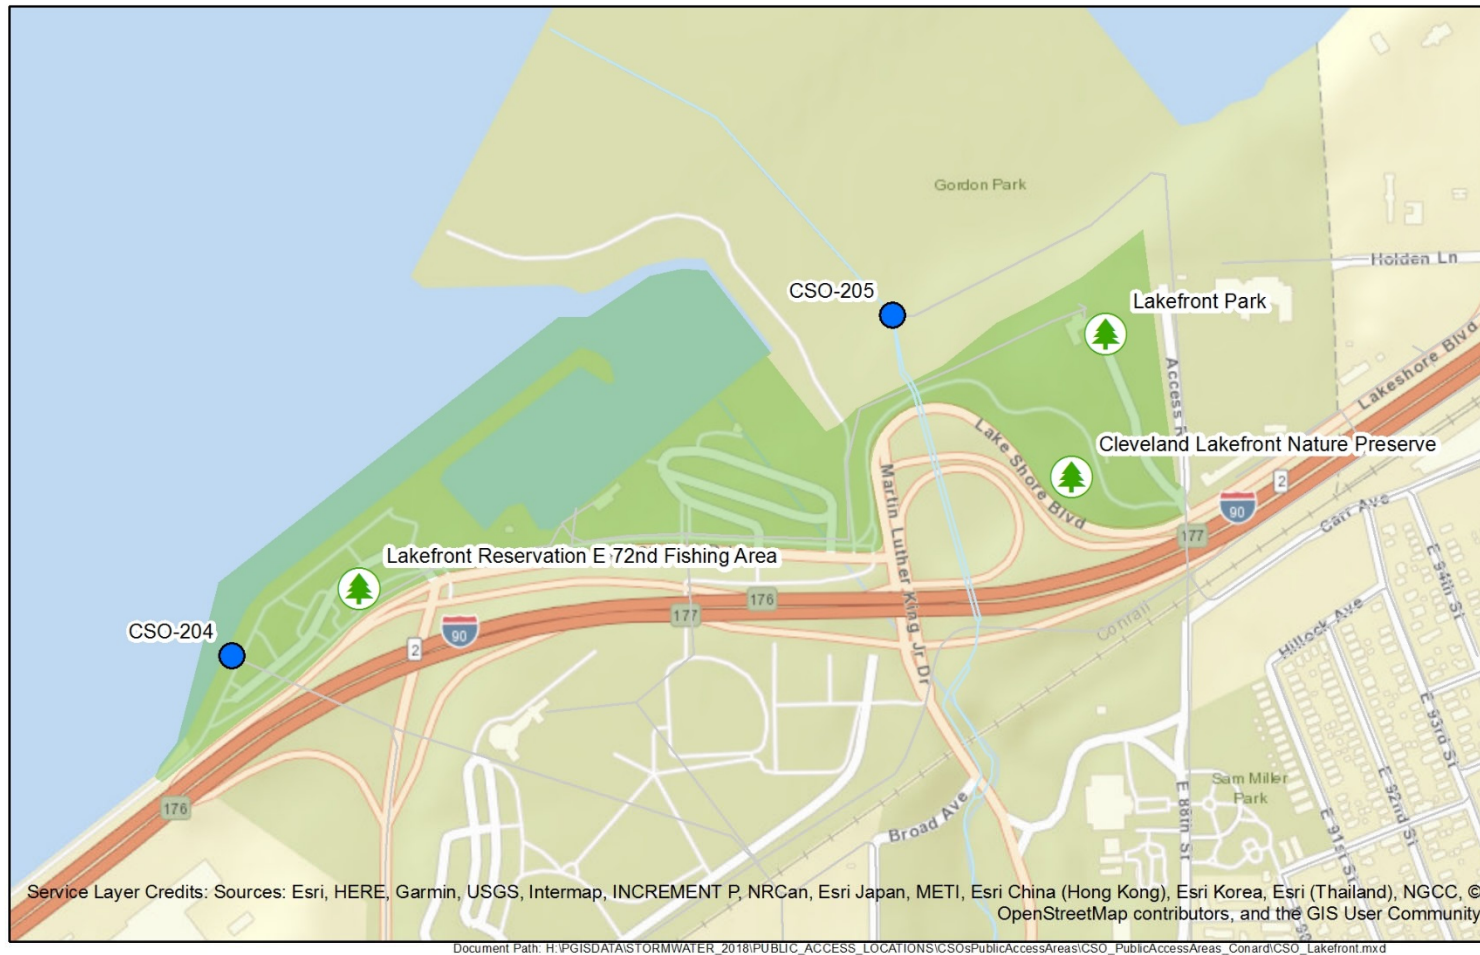 Gordon Park
Holden Ln
CSO-205
Lakefront Park
Access R
Lakeshore Blvd
Lake Shore Blvd
Cleveland Lakefront Nature Preserve
Martin Luther King Jr Dr
2
90
177
Carr Ave
Lakefront Reservation E 72nd Fishing Area
176
177
CSO-204
2
90
Conrail
Hillock Ave
E 94th St
E 93rd St
E 92nd St
E 91st St
E 90
Sam Miller
Park
E 88th St
Broad Ave
176
Service Layer Credits: Sources: Esri, HERE, Garmin, USGS, Intermap, INCREMENT P, NRCan, Esri Japan, METI, Esri China (Hong Kong), Esri Korea, Esri (Thailand), NGCC, ©
OpenStreetMap contributors, and the GIS User Community
Document Path: H:\PGISDATA\STORMWATER_2018\PUBLIC_ACCESS_LOCATIONS\CSOsPublicAccessAreas\CSO_PublicAccessAreas_Conard\CSO_Lakefront.mxd